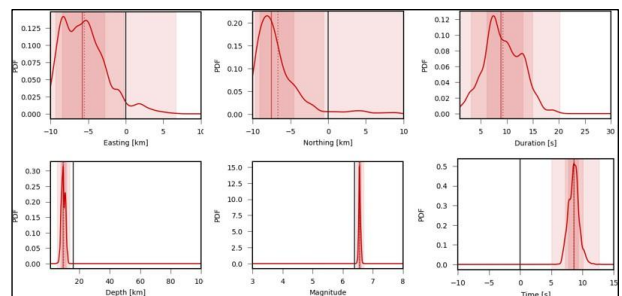 PDF
0.150
0.125
0.100
0.075
0.050
0.025
0.000
−10 −5 0 5 10
Easting [km]
PDF
0.20
0.15
0.10
0.05
0.00
−10 −5 0 5 10
Northing [km]
PDF
0.12
0.09
0.06
0.03
0.00
5 10 15 20 25 30
Duration [s]
PDF
0.30
0.25
0.20
0.15
0.10
0.05
0.00
20 40 60 80 100
Depth [km]
PDF
15.0
12.5
10.0
7.5
5.0
2.5
0.0
3 4 5 6 7 8
Magnitude
PDF
0.5
0.4
0.3
0.2
0.1
0.0
−10 −5 0 5 10 15
Time [s]